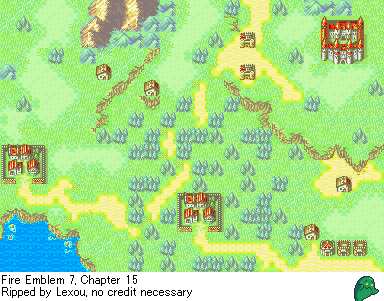 Fire Emblem 7, Chapter 15
Ripped by Lexou, no credit necessary